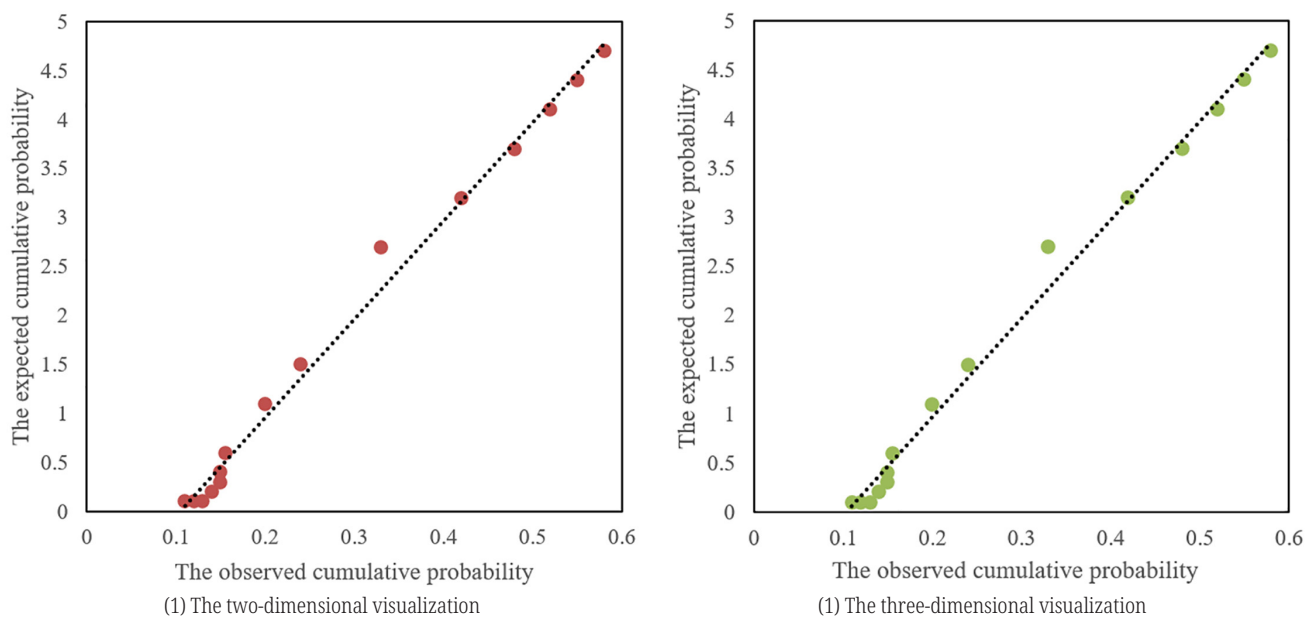 5
4.5
4
3.5
3
2.5
2
1.5
1
0.5
0
The expected cumulative probability
0 0.1 0.2 0.3 0.4 0.5 0.6
The observed cumulative probability
(1) The two-dimensional visualization
5
4.5
4
3.5
3
2.5
2
1.5
1
0.5
0
The expected cumulative probability
0 0.1 0.2 0.3 0.4 0.5 0.6
The observed cumulative probability
(1) The three-dimensional visualization